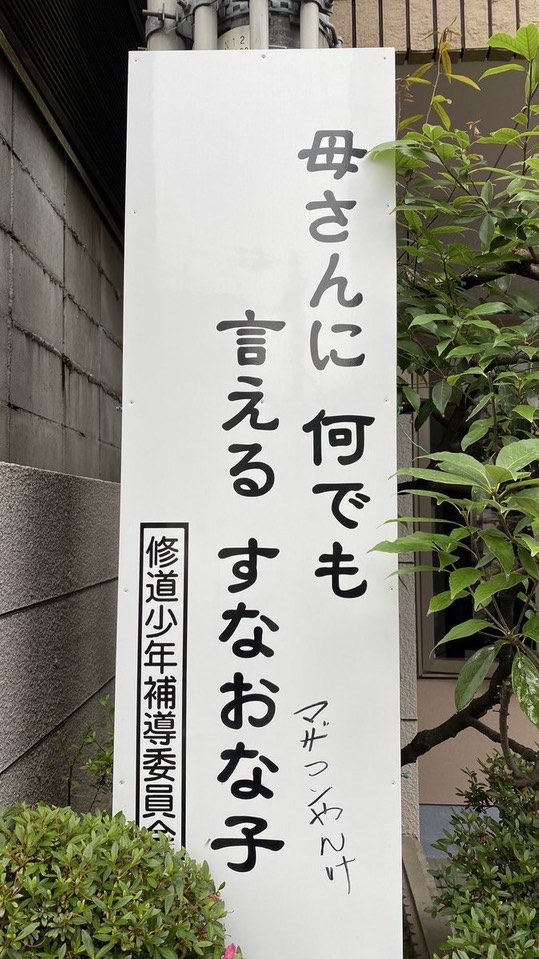 母さんに 何でも
言える すなおな子
マザコンやんけ
修道少年補導委員会